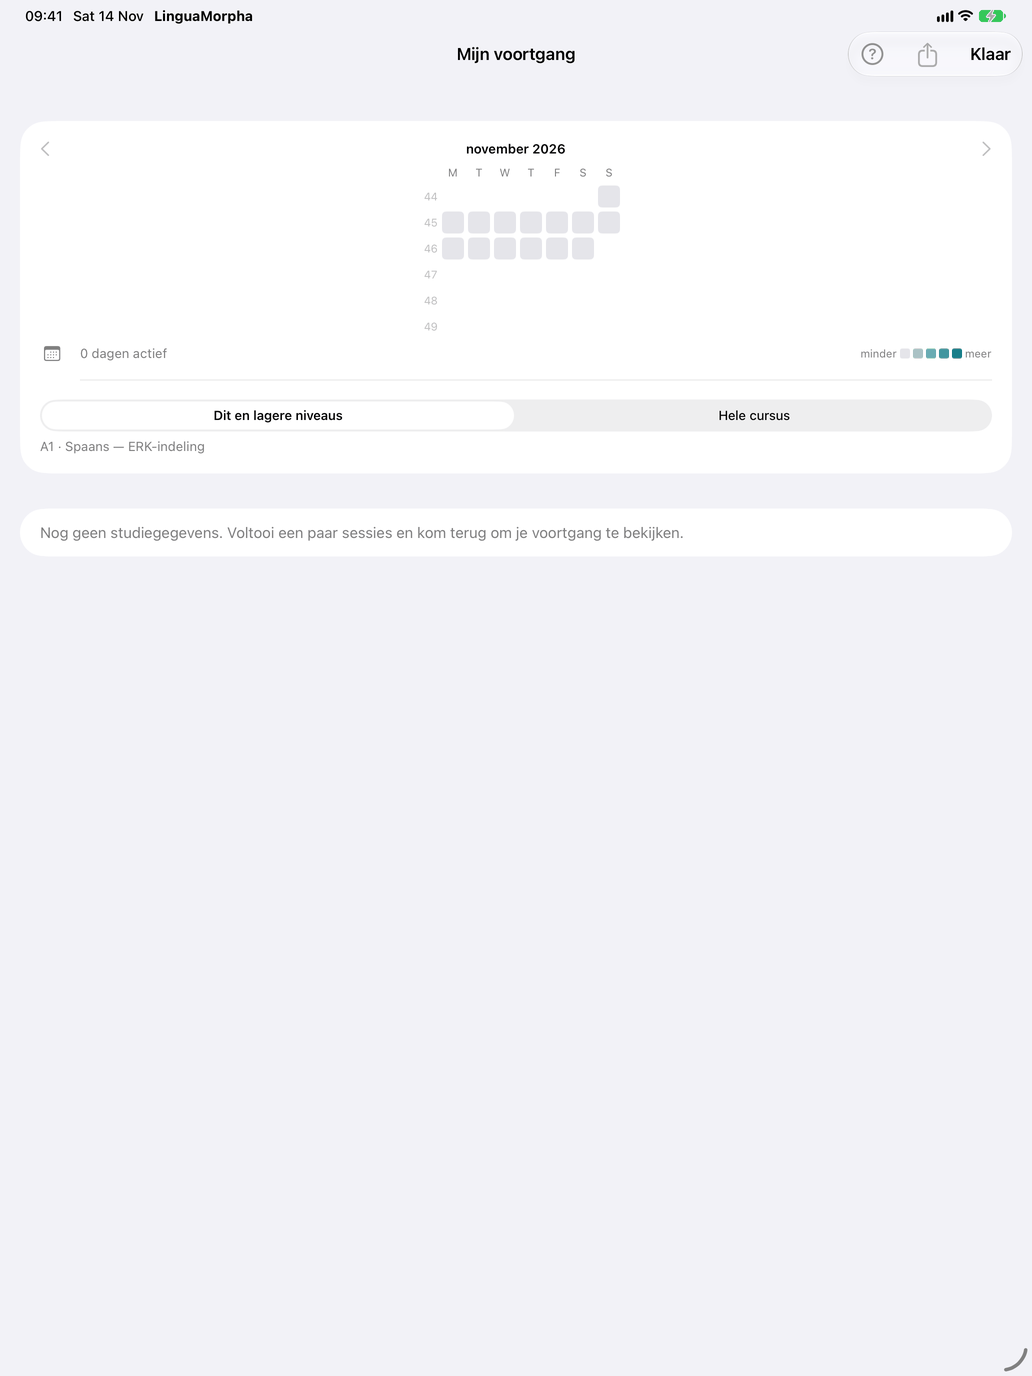 09:41 Sat 14 Nov LinguaMorpha
Mijn voortgang
? Klaar
november 2026
M T W T F S S
44
45
46
47
48
49
0 dagen actief
minder meer
Dit en lagere niveaus
Hele cursus
A1 · Spaans — ERK-indeling
Nog geen studiegegevens. Voltooi een paar sessies en kom terug om je voortgang te bekijken.